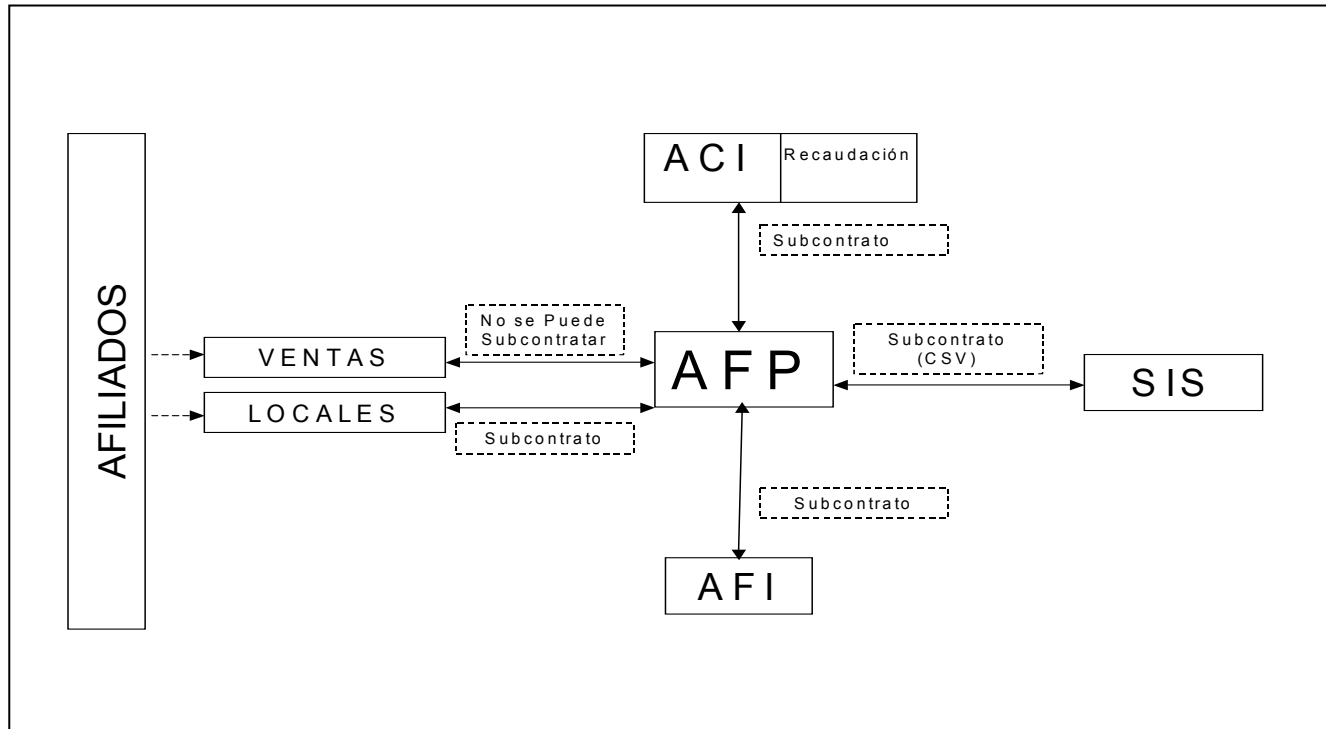 ACI
Recaudación
Subcontrato
AFILIADOS
No se Puede
Subcontratar
VENTAS
AFP
Subcontrato
(CSV)
SIS
LOCALES
Subcontrato
Subcontrato
AFI